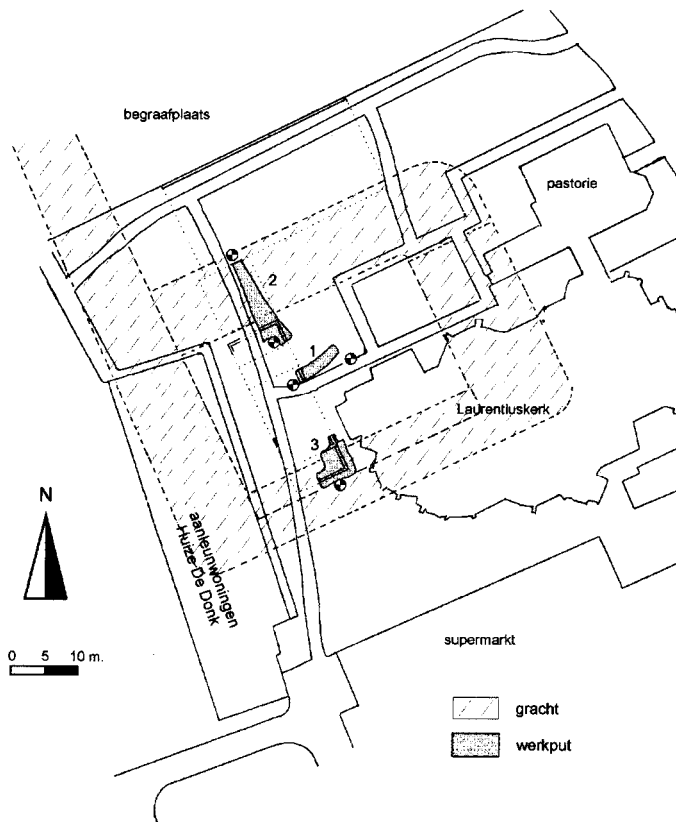 begraafplaats
pastorie
2
1
Laurentiuskerk
3
N
aanleunwoningen
Huize-De Donk
0 5 10 m.
supermarkt
gracht
werkput